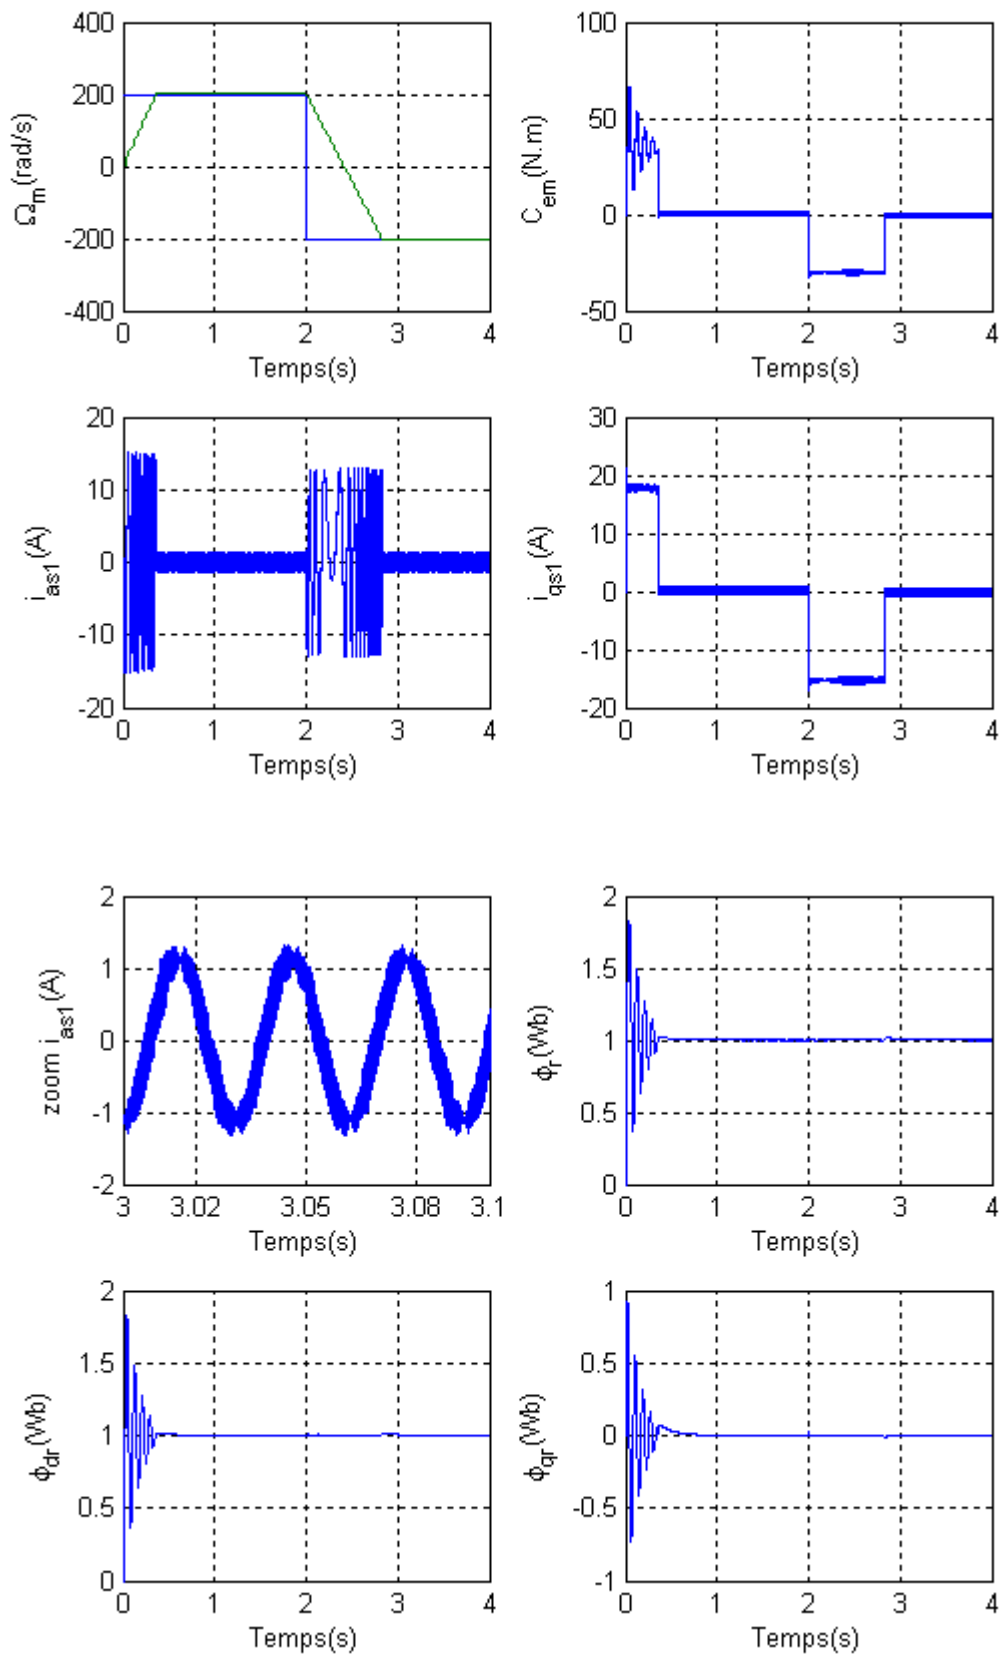 400
200
0
-200
-400
Ω_m(rad/s)
0 1 2 3 4
Temps(s)
100
50
0
-50
C_em(N.m)
0 1 2 3 4
Temps(s)
20
10
0
-10
-20
i_as1(A)
0 1 2 3 4
Temps(s)
30
20
10
0
-10
-20
i_qs1(A)
0 1 2 3 4
Temps(s)
2
1
0
-1
-2
zoom i_as1(A)
3 3.02 3.05 3.08 3.1
Temps(s)
2
1.5
1
0.5
0
ϕ_r(Wb)
0 1 2 3 4
Temps(s)
2
1.5
1
0.5
0
ϕ_dr(Wb)
0 1 2 3 4
Temps(s)
1
0.5
0
-0.5
-1
ϕ_qr(Wb)
0 1 2 3 4
Temps(s)